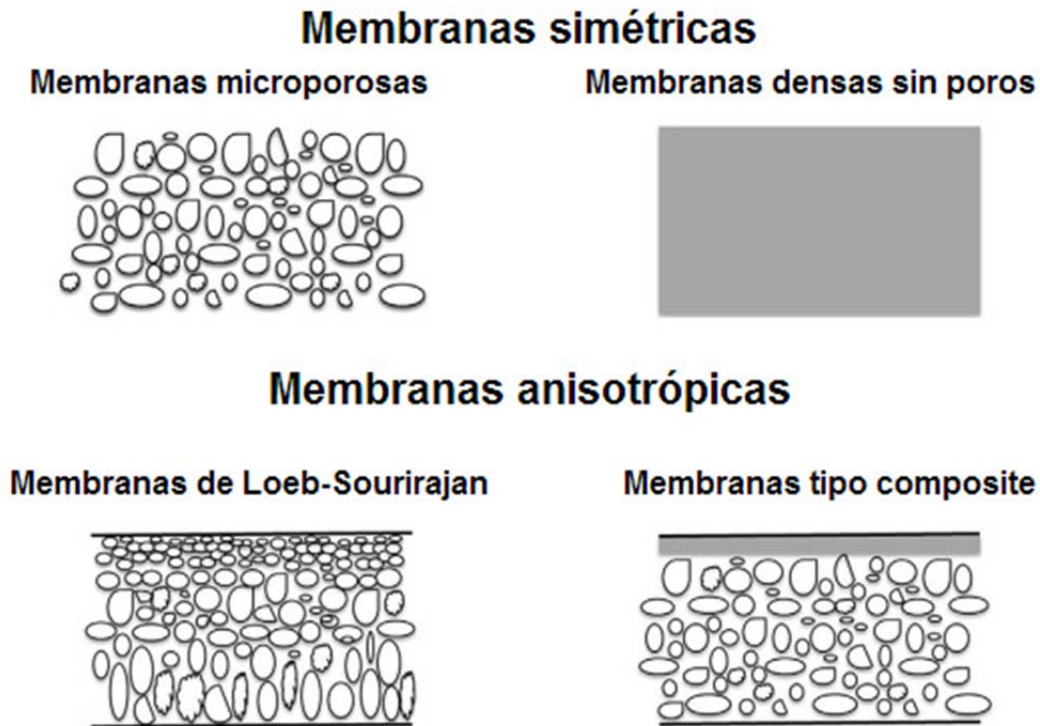 Membranas simétricas
Membranas microporosas
Membranas densas sin poros
Membranas anisotrópicas
Membranas de Loeb-Sourirajan
Membranas tipo composite